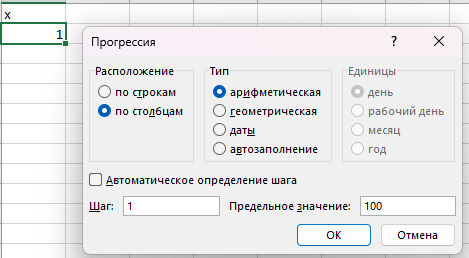 x
1
Прогрессия
?
Расположение
по строкам
по столбцам
Тип
арифметическая
геометрическая
даты
автозаполнение
Единицы
день
рабочий день
месяц
год
Автоматическое определение шага
Шаг: 1
Предельное значение: 100
ОК
Отмена